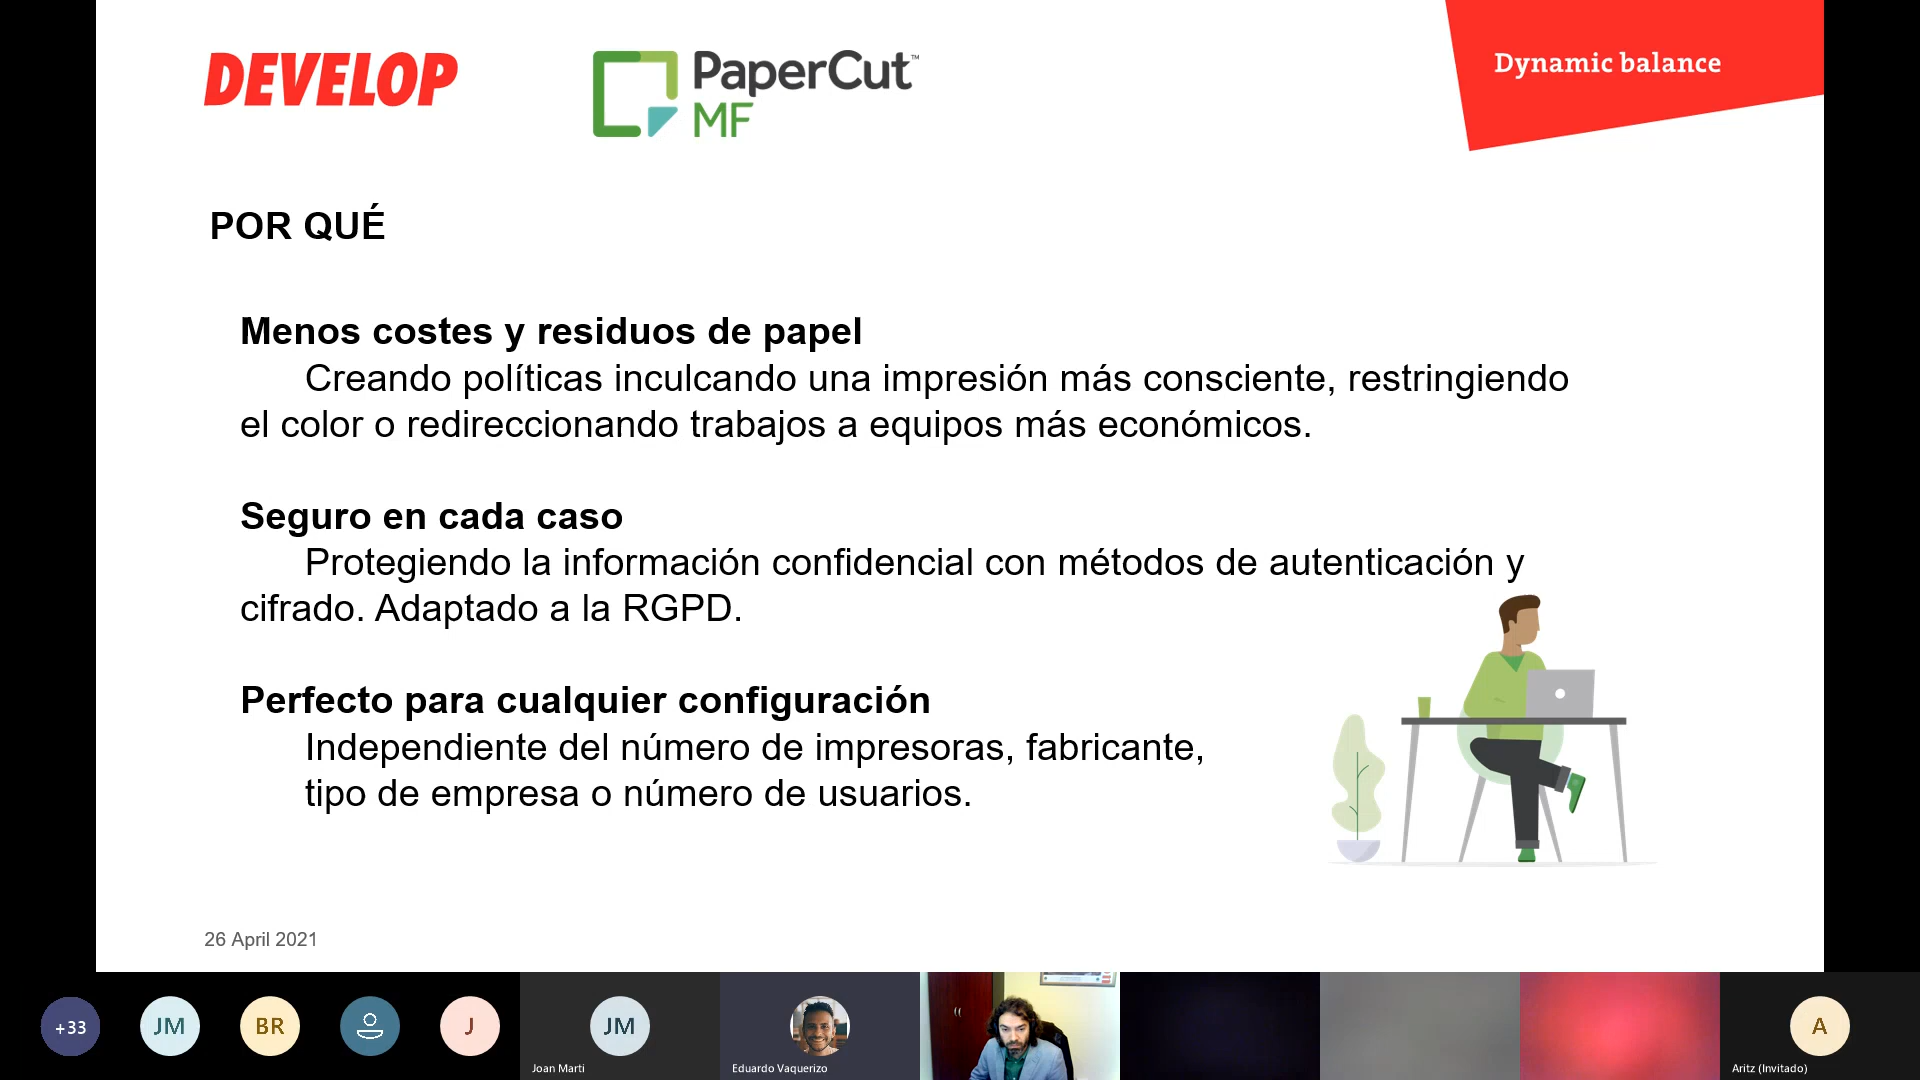 DEVELOP
PaperCut™
MF
Dynamic balance
POR QUÉ
Menos costes y residuos de papel
Creando políticas inculcando una impresión más consciente, restringiendo
el color o redireccionando trabajos a equipos más económicos.
Seguro en cada caso
Protegiendo la información confidencial con métodos de autenticación y
cifrado. Adaptado a la RGPD.
Perfecto para cualquier configuración
Independiente del número de impresoras, fabricante,
tipo de empresa o número de usuarios.
26 April 2021
+33
JM
BR
J
JM
A
Joan Marti
Eduardo Vaquerizo
Aritz (Invitado)